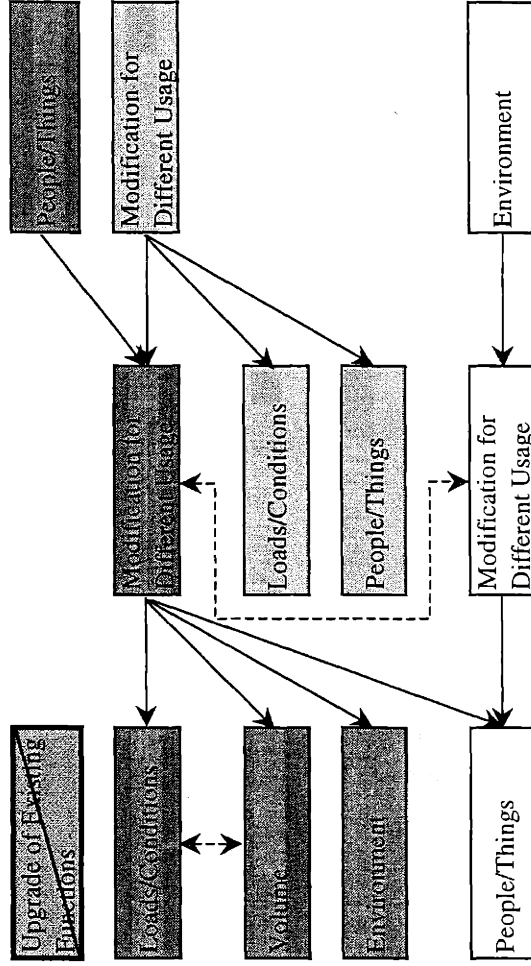 Upgrade of Existing
Functions
People/Things
Loads/Conditions
Modification for
Different Usage
Modification for
Different Usage
Volume
Loads/Conditions
Environment
People/Things
People/Things
Modification for
Different Usage
Environment